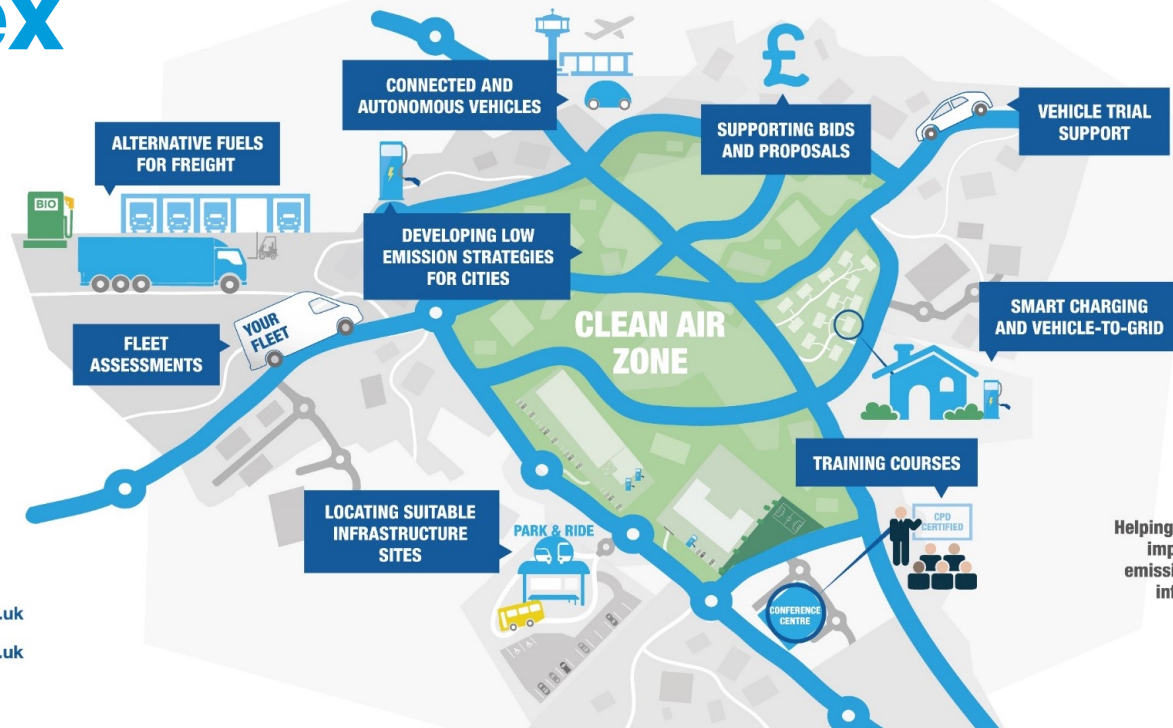 ex
CONNECTED AND
AUTONOMOUS VEHICLES
£
SUPPORTING BIDS
AND PROPOSALS
VEHICLE TRIAL
SUPPORT
ALTERNATIVE FUELS
FOR FREIGHT
BIO
DEVELOPING LOW
EMISSION STRATEGIES
FOR CITIES
YOUR
FLEET
FLEET
ASSESSMENTS
CLEAN AIR
ZONE
SMART CHARGING
AND VEHICLE-TO-GRID
TRAINING COURSES
CPD
CERTIFIED
LOCATING SUITABLE
INFRASTRUCTURE
SITES
PARK & RIDE
CONFERENCE
CENTRE
Helping
imp
emissi
inf
.uk
.uk